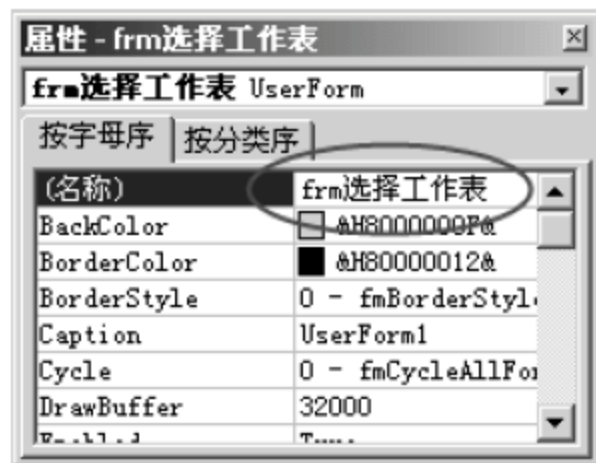 属性 - frm选择工作表
frm选择工作表 UserForm
按字母序 按分类序
(名称) frm选择工作表
BackColor &H8000000F&
BorderColor &H80000012&
BorderStyle 0 - fmBorderStyl
Caption UserForm1
Cycle 0 - fmCycleAllFor
DrawBuffer 32000